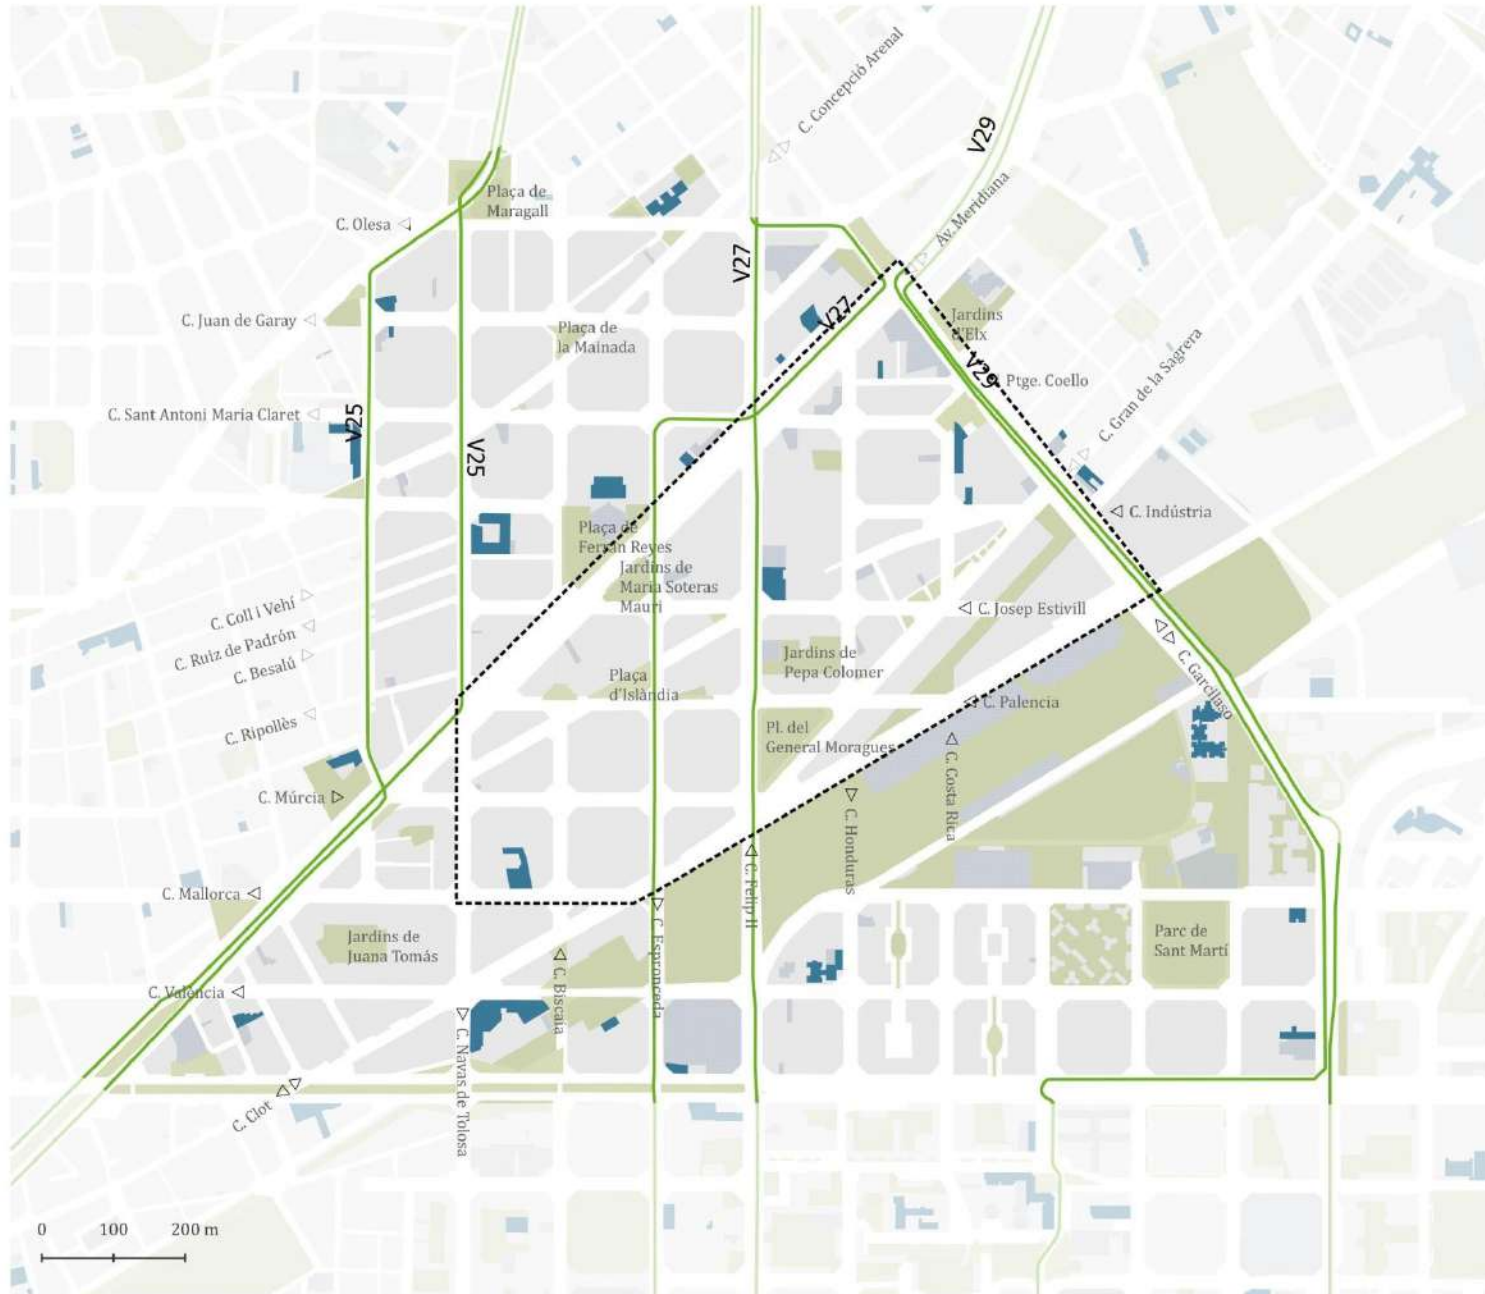 C. Concepció Arenal
V29
Av. Meridiana
Plaça de
Maragall
C. Olesa
V27
V27
C. Juan de Garay
Plaça de
la Mainada
Jardins
d'Elx
V29
Ptge. Coello
C. Gran de la Sagrera
C. Sant Antoni Maria Claret
V25
V25
C. Indústria
Plaça de
Ferran Reyes
Jardins de
Maria Soteras
Mauri
C. Coll i Vehí
C. Ruiz de Padrón
C. Besalú
C. Ripollès
C. Josep Estivill
Jardins de
Pepa Colomer
Plaça
d'Islàndia
C. Garcilaso
C. Palencia
Pl. del
General Moragues
C. Costa Rica
C. Honduras
C. Múrcia
C. Mallorca
C. Felip II
C. Espronceda
Jardins de
Juana Tomás
C. Biscaia
Parc de
Sant Martí
C. València
C. Navas de Tolosa
C. Clot
0 100 200 m